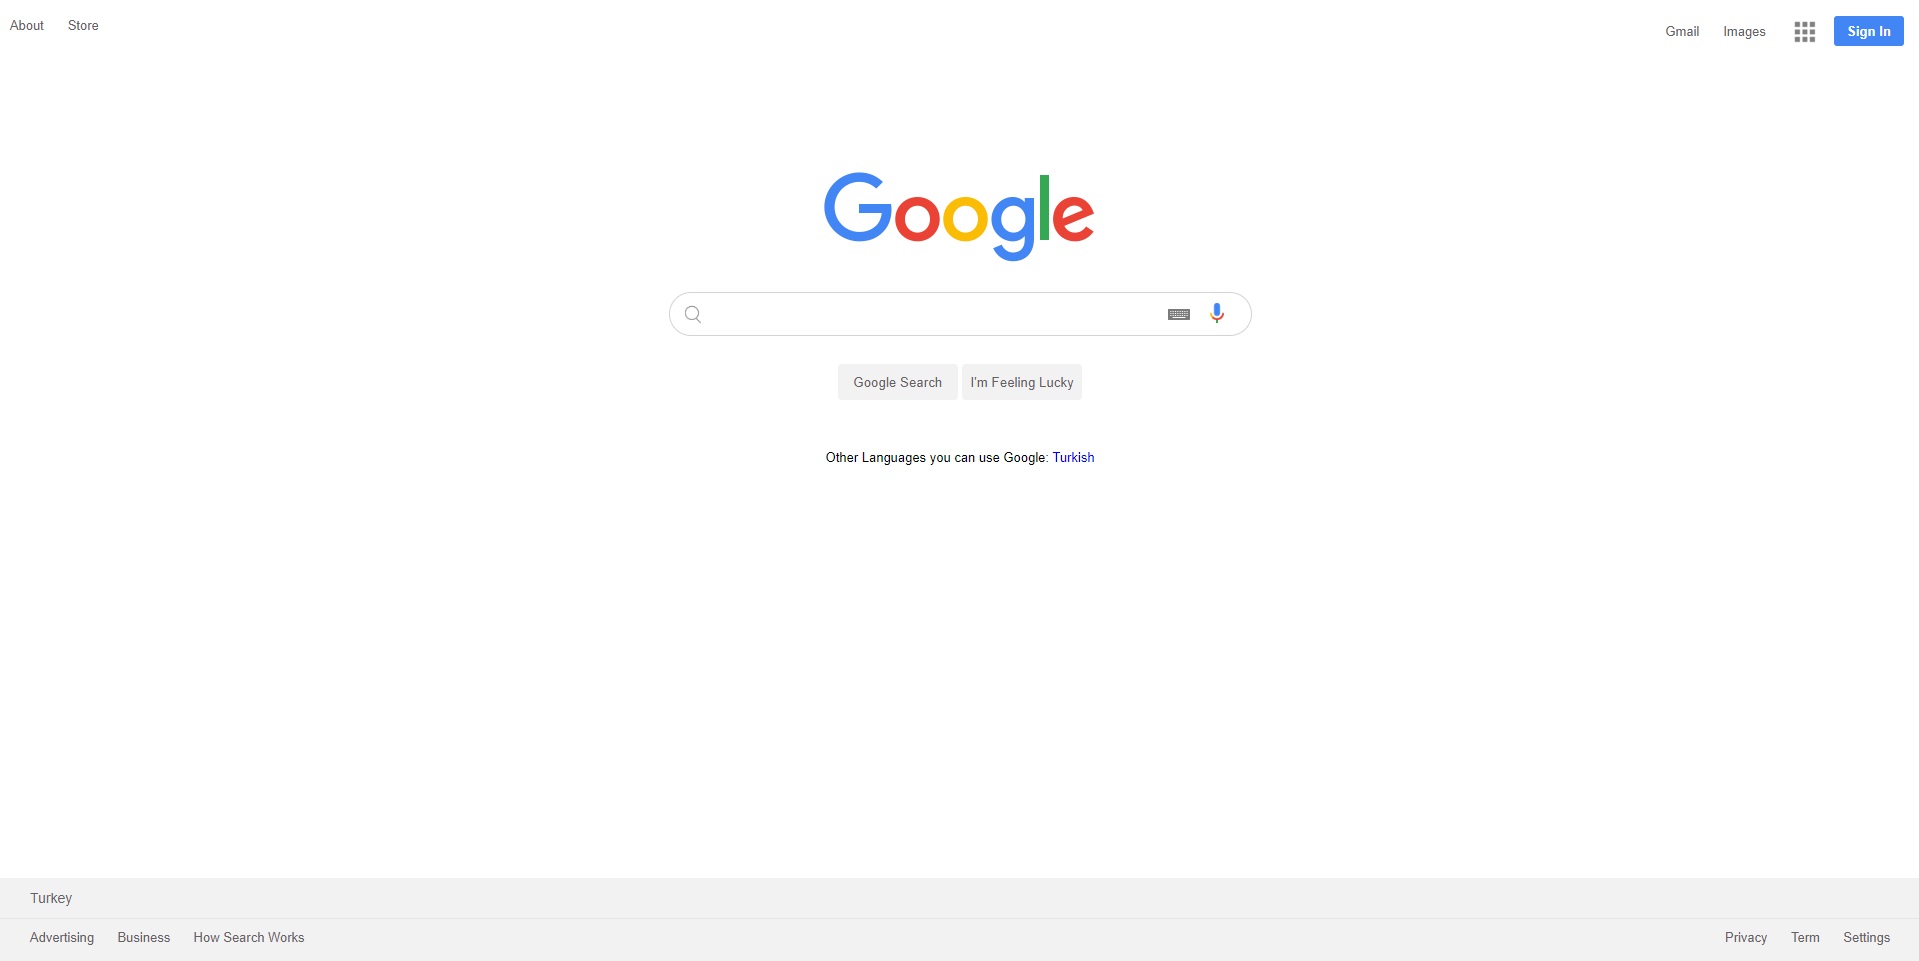 About Store
Gmail Images Sign In
Google
Google Search I'm Feeling Lucky
Other Languages you can use Google: Turkish
Turkey
Advertising Business How Search Works
Privacy Term Settings